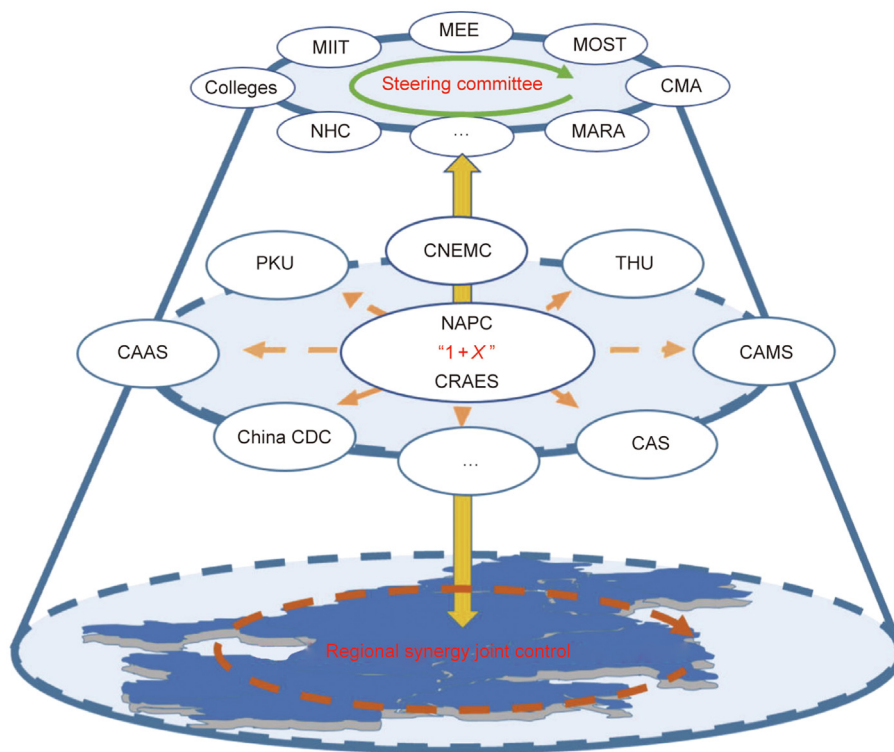 MEE
MIIT
MOST
Colleges
Steering committee
CMA
NHC
...
MARA
CNEMC
PKU
THU
NAPC
CAAS
"1 + X"
CAMS
CRAES
China CDC
CAS
...
Regional synergy joint control